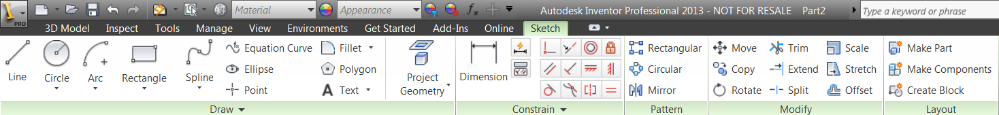 PRO Material Appearance fx Autodesk Inventor Professional 2013 - NOT FOR RESALE Part2 Type a keyword or phrase
3D Model Inspect Tools Manage View Environments Get Started Add-Ins Online Sketch
Line Circle Arc Rectangle Spline
fx Equation Curve
Ellipse
Point
Fillet
Polygon
A Text
Project
Geometry
Dimension
Rectangular
Circular
Mirror
Move Trim Scale
Copy Extend Stretch
Rotate Split Offset
Make Part
Make Components
Create Block
Draw Constrain Pattern Modify Layout